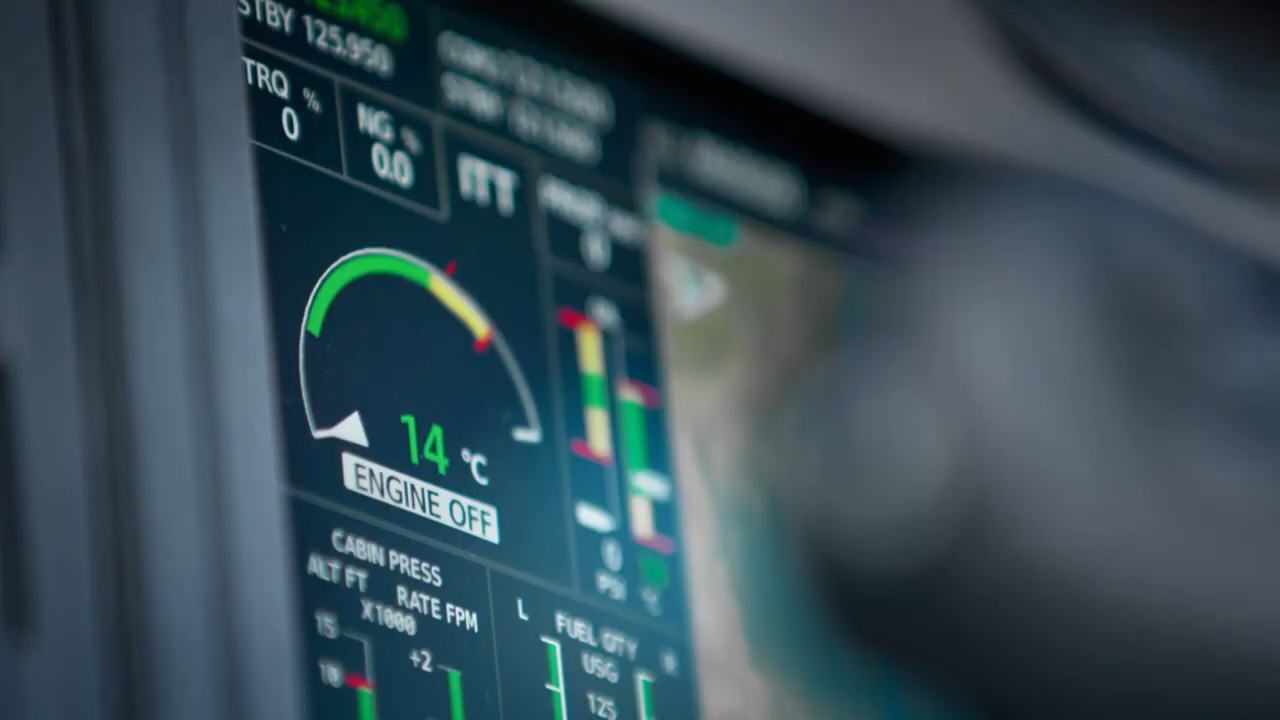 STBY 125.950
TRQ %
0
NG %
0.0
ITT
14 °C
ENGINE OFF
0
PSI
°C
CABIN PRESS
ALT FT
RATE FPM
X1000
15
10
+2
L
FUEL QTY
R
USG
125